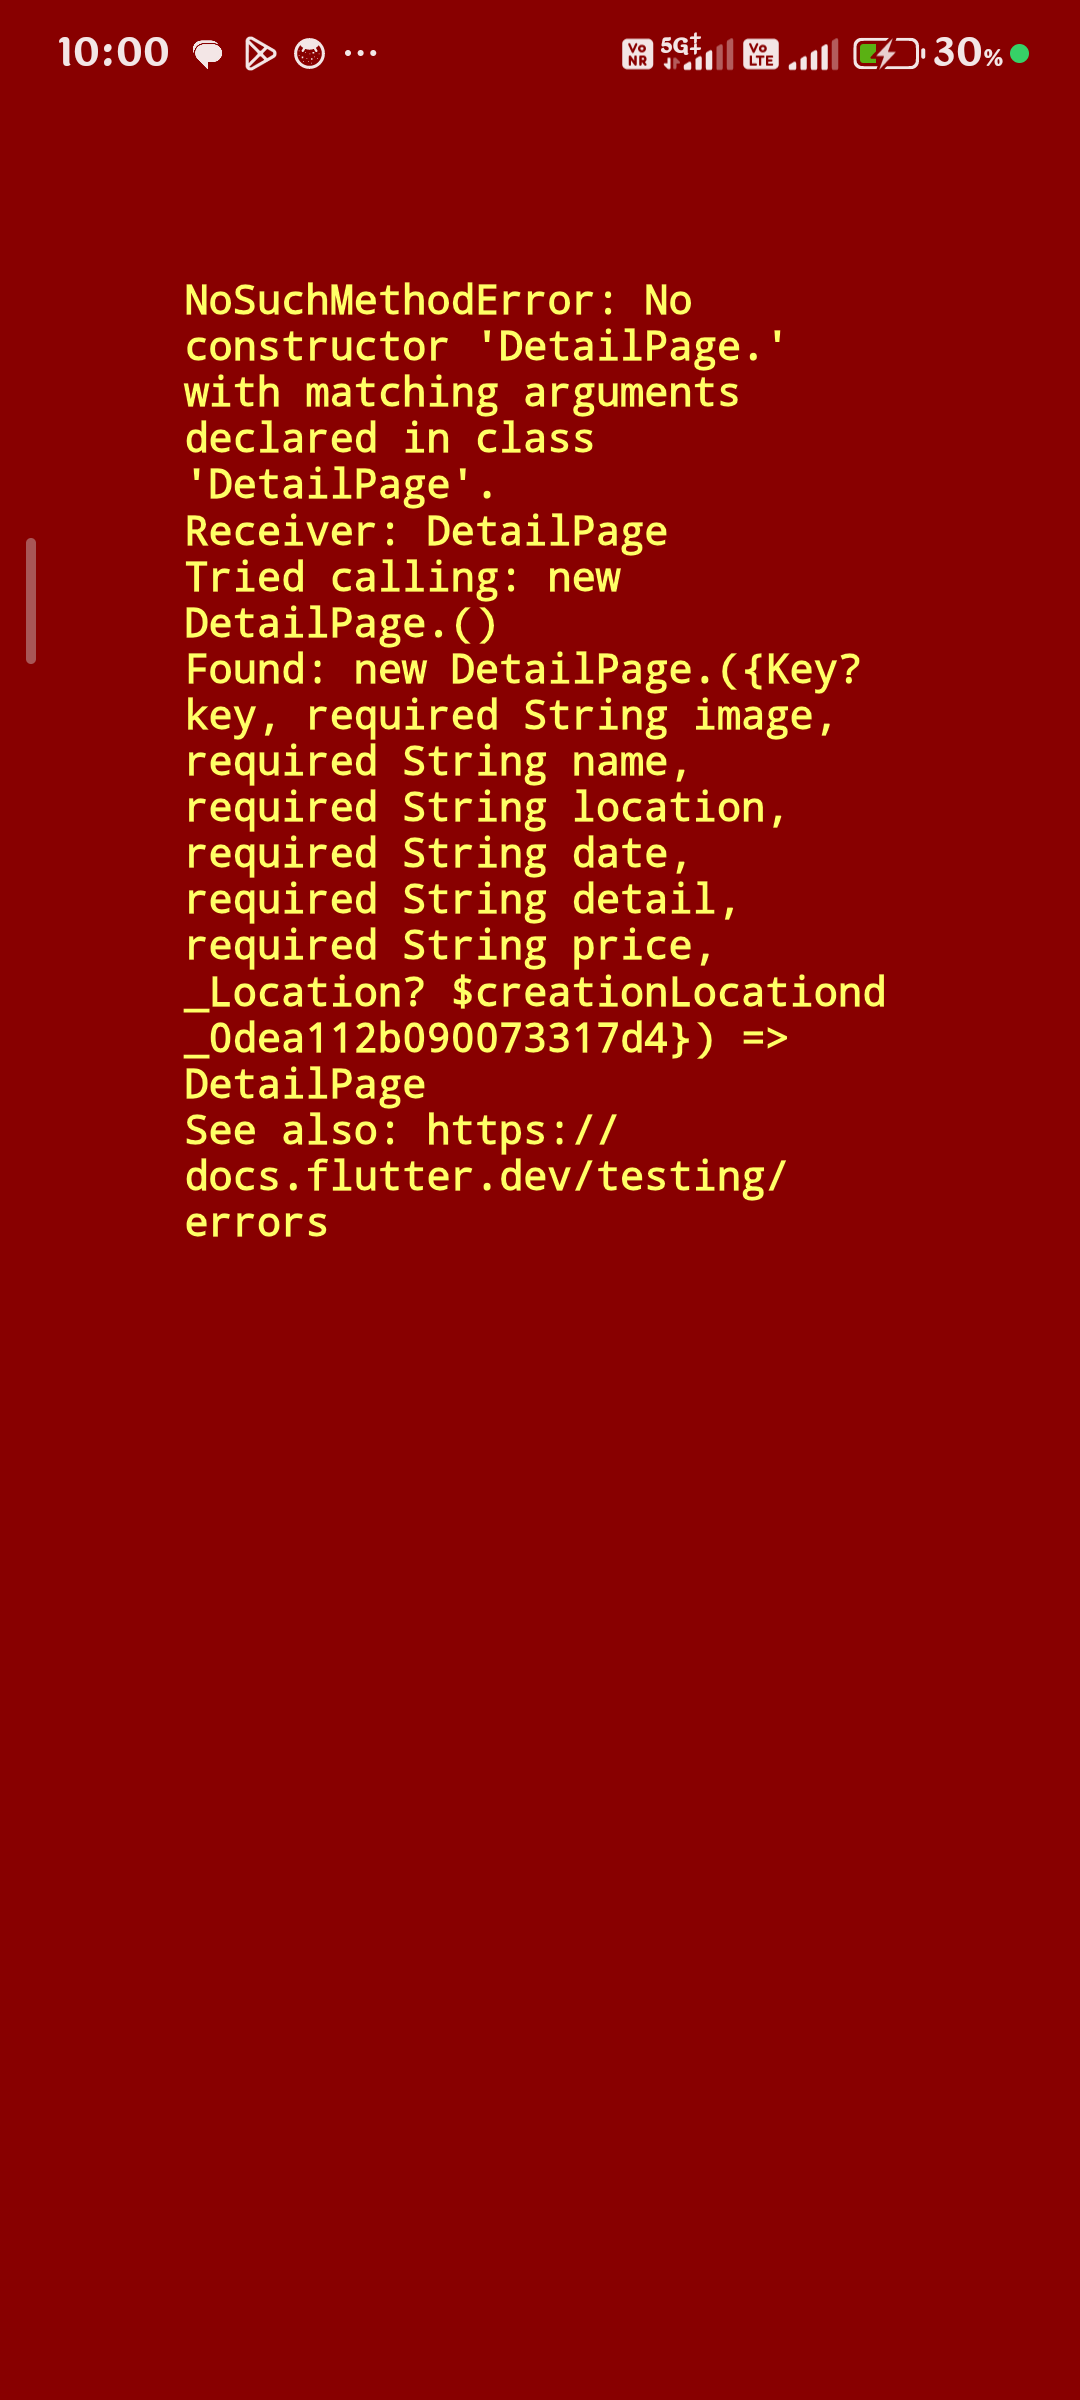 10:00 ... Vo NR 5G‡ Vo LTE 30%
NoSuchMethodError: No
constructor 'DetailPage.'
with matching arguments
declared in class
'DetailPage'.
Receiver: DetailPage
Tried calling: new
DetailPage.()
Found: new DetailPage.({Key?
key, required String image,
required String name,
required String location,
required String date,
required String detail,
required String price,
_Location? $creationLocationd
_0dea112b090073317d4}) =>
DetailPage
See also: https://
docs.flutter.dev/testing/
errors